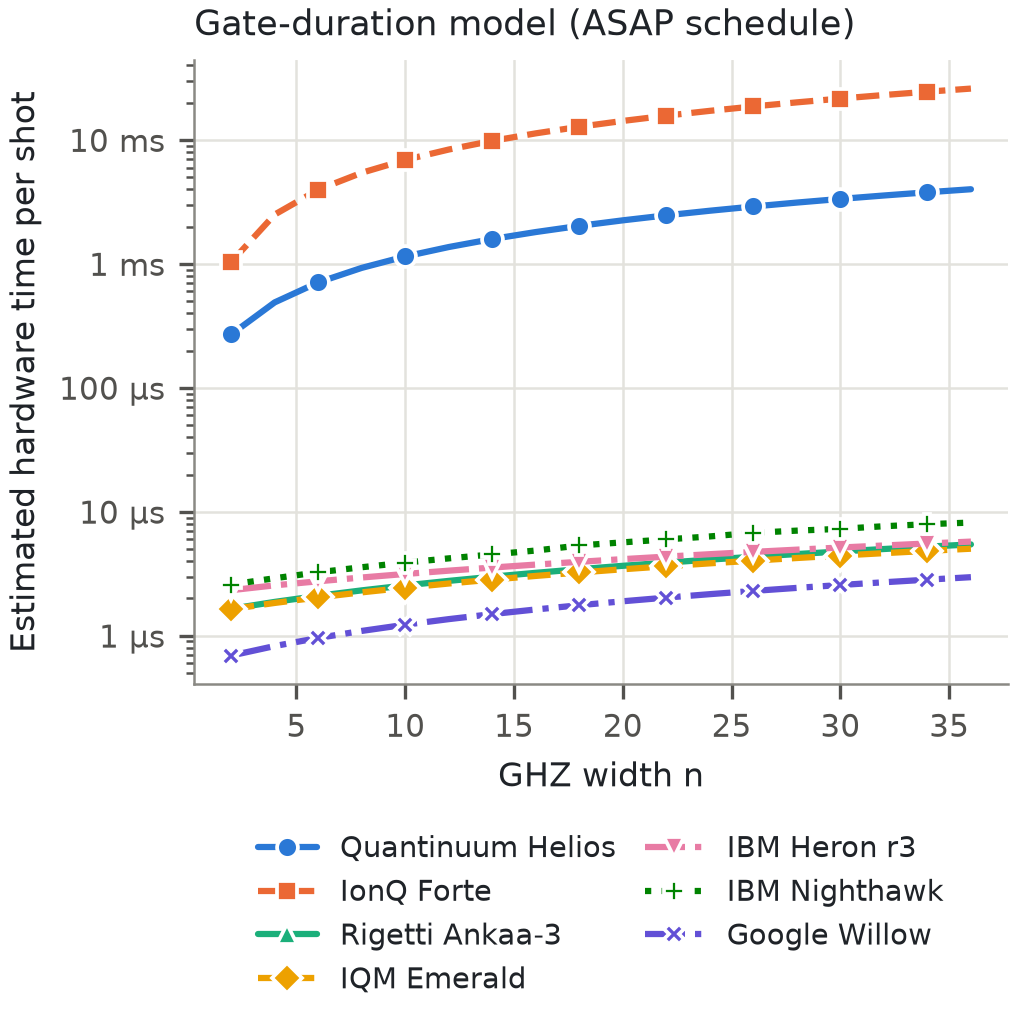 Gate-duration model (ASAP schedule)
Estimated hardware time per shot
10 ms
1 ms
100 µs
10 µs
1 µs
5 10 15 20 25 30 35
GHZ width n
Quantinuum Helios
IonQ Forte
Rigetti Ankaa-3
IQM Emerald
IBM Heron r3
IBM Nighthawk
Google Willow